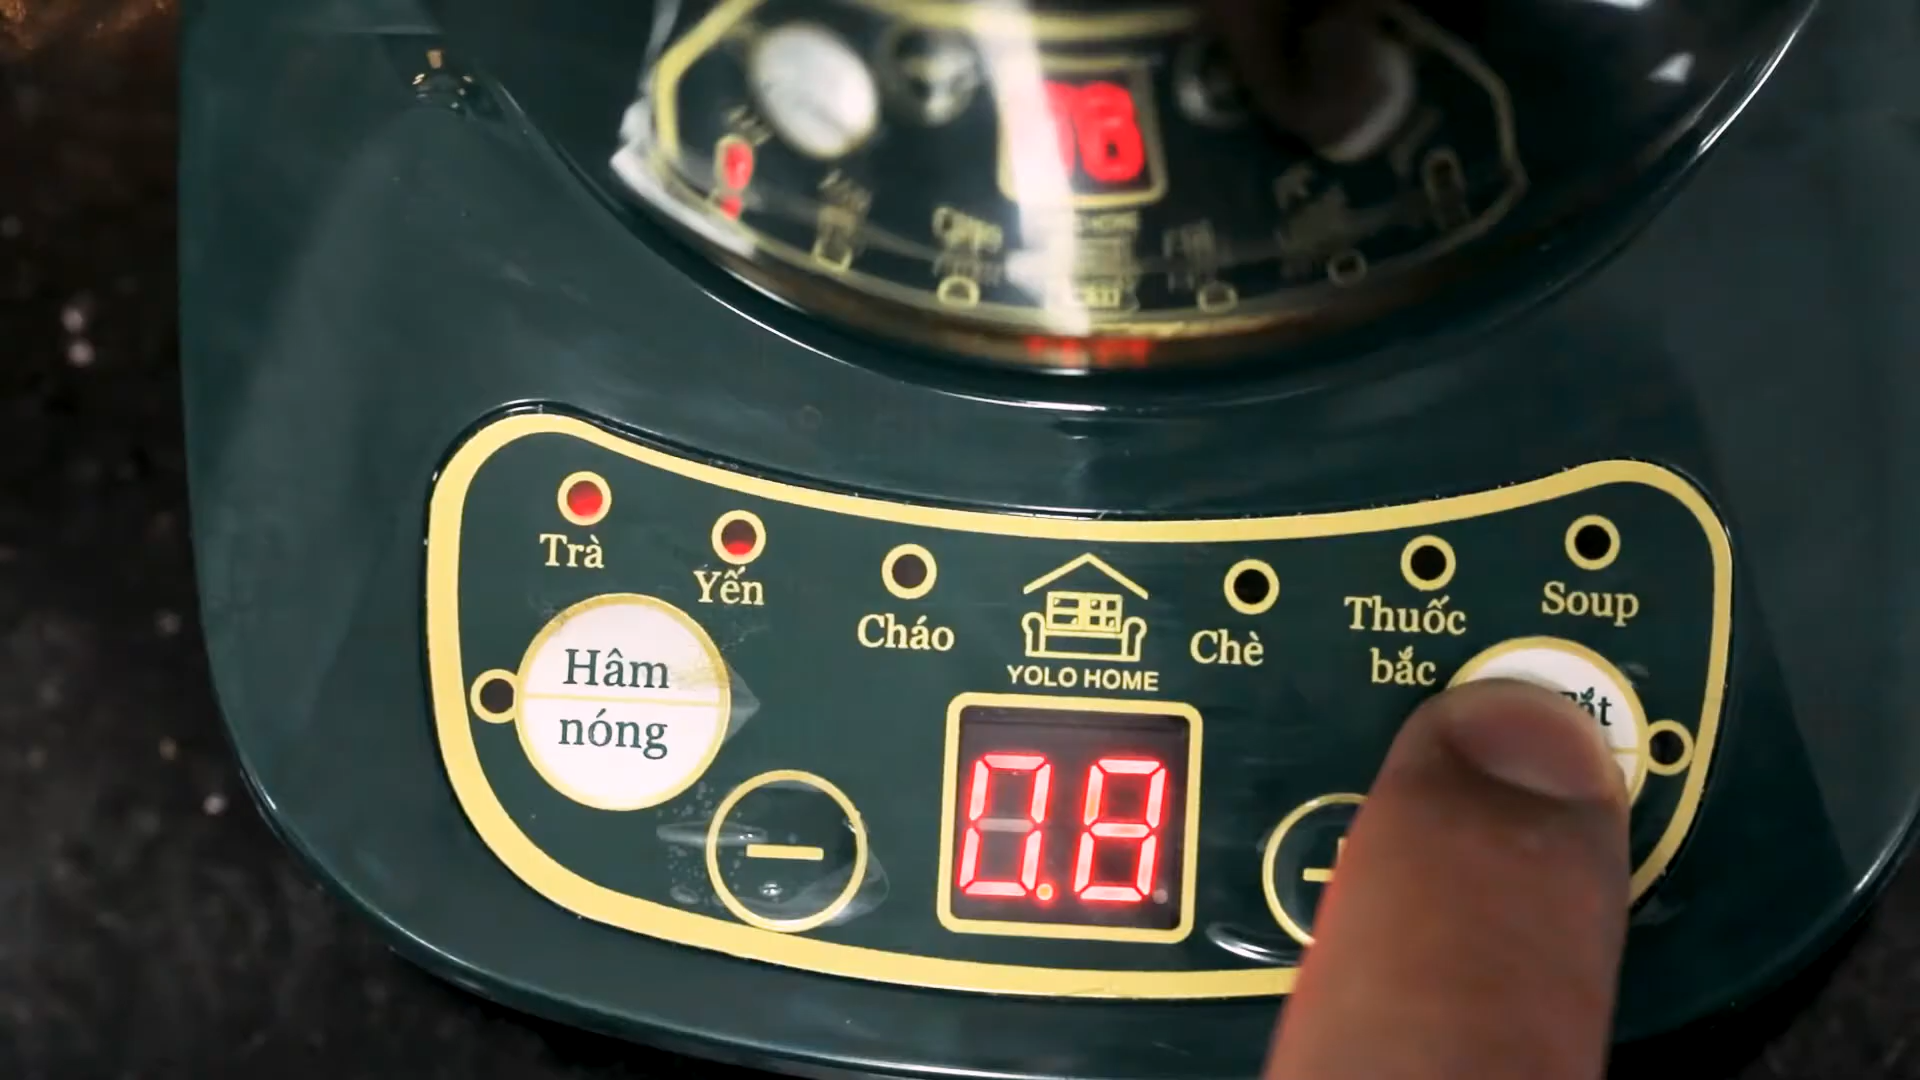 Trà
Yến
Cháo
YOLO HOME
Chè
Thuốc
bắc
Soup
Hâm
nóng
0.8